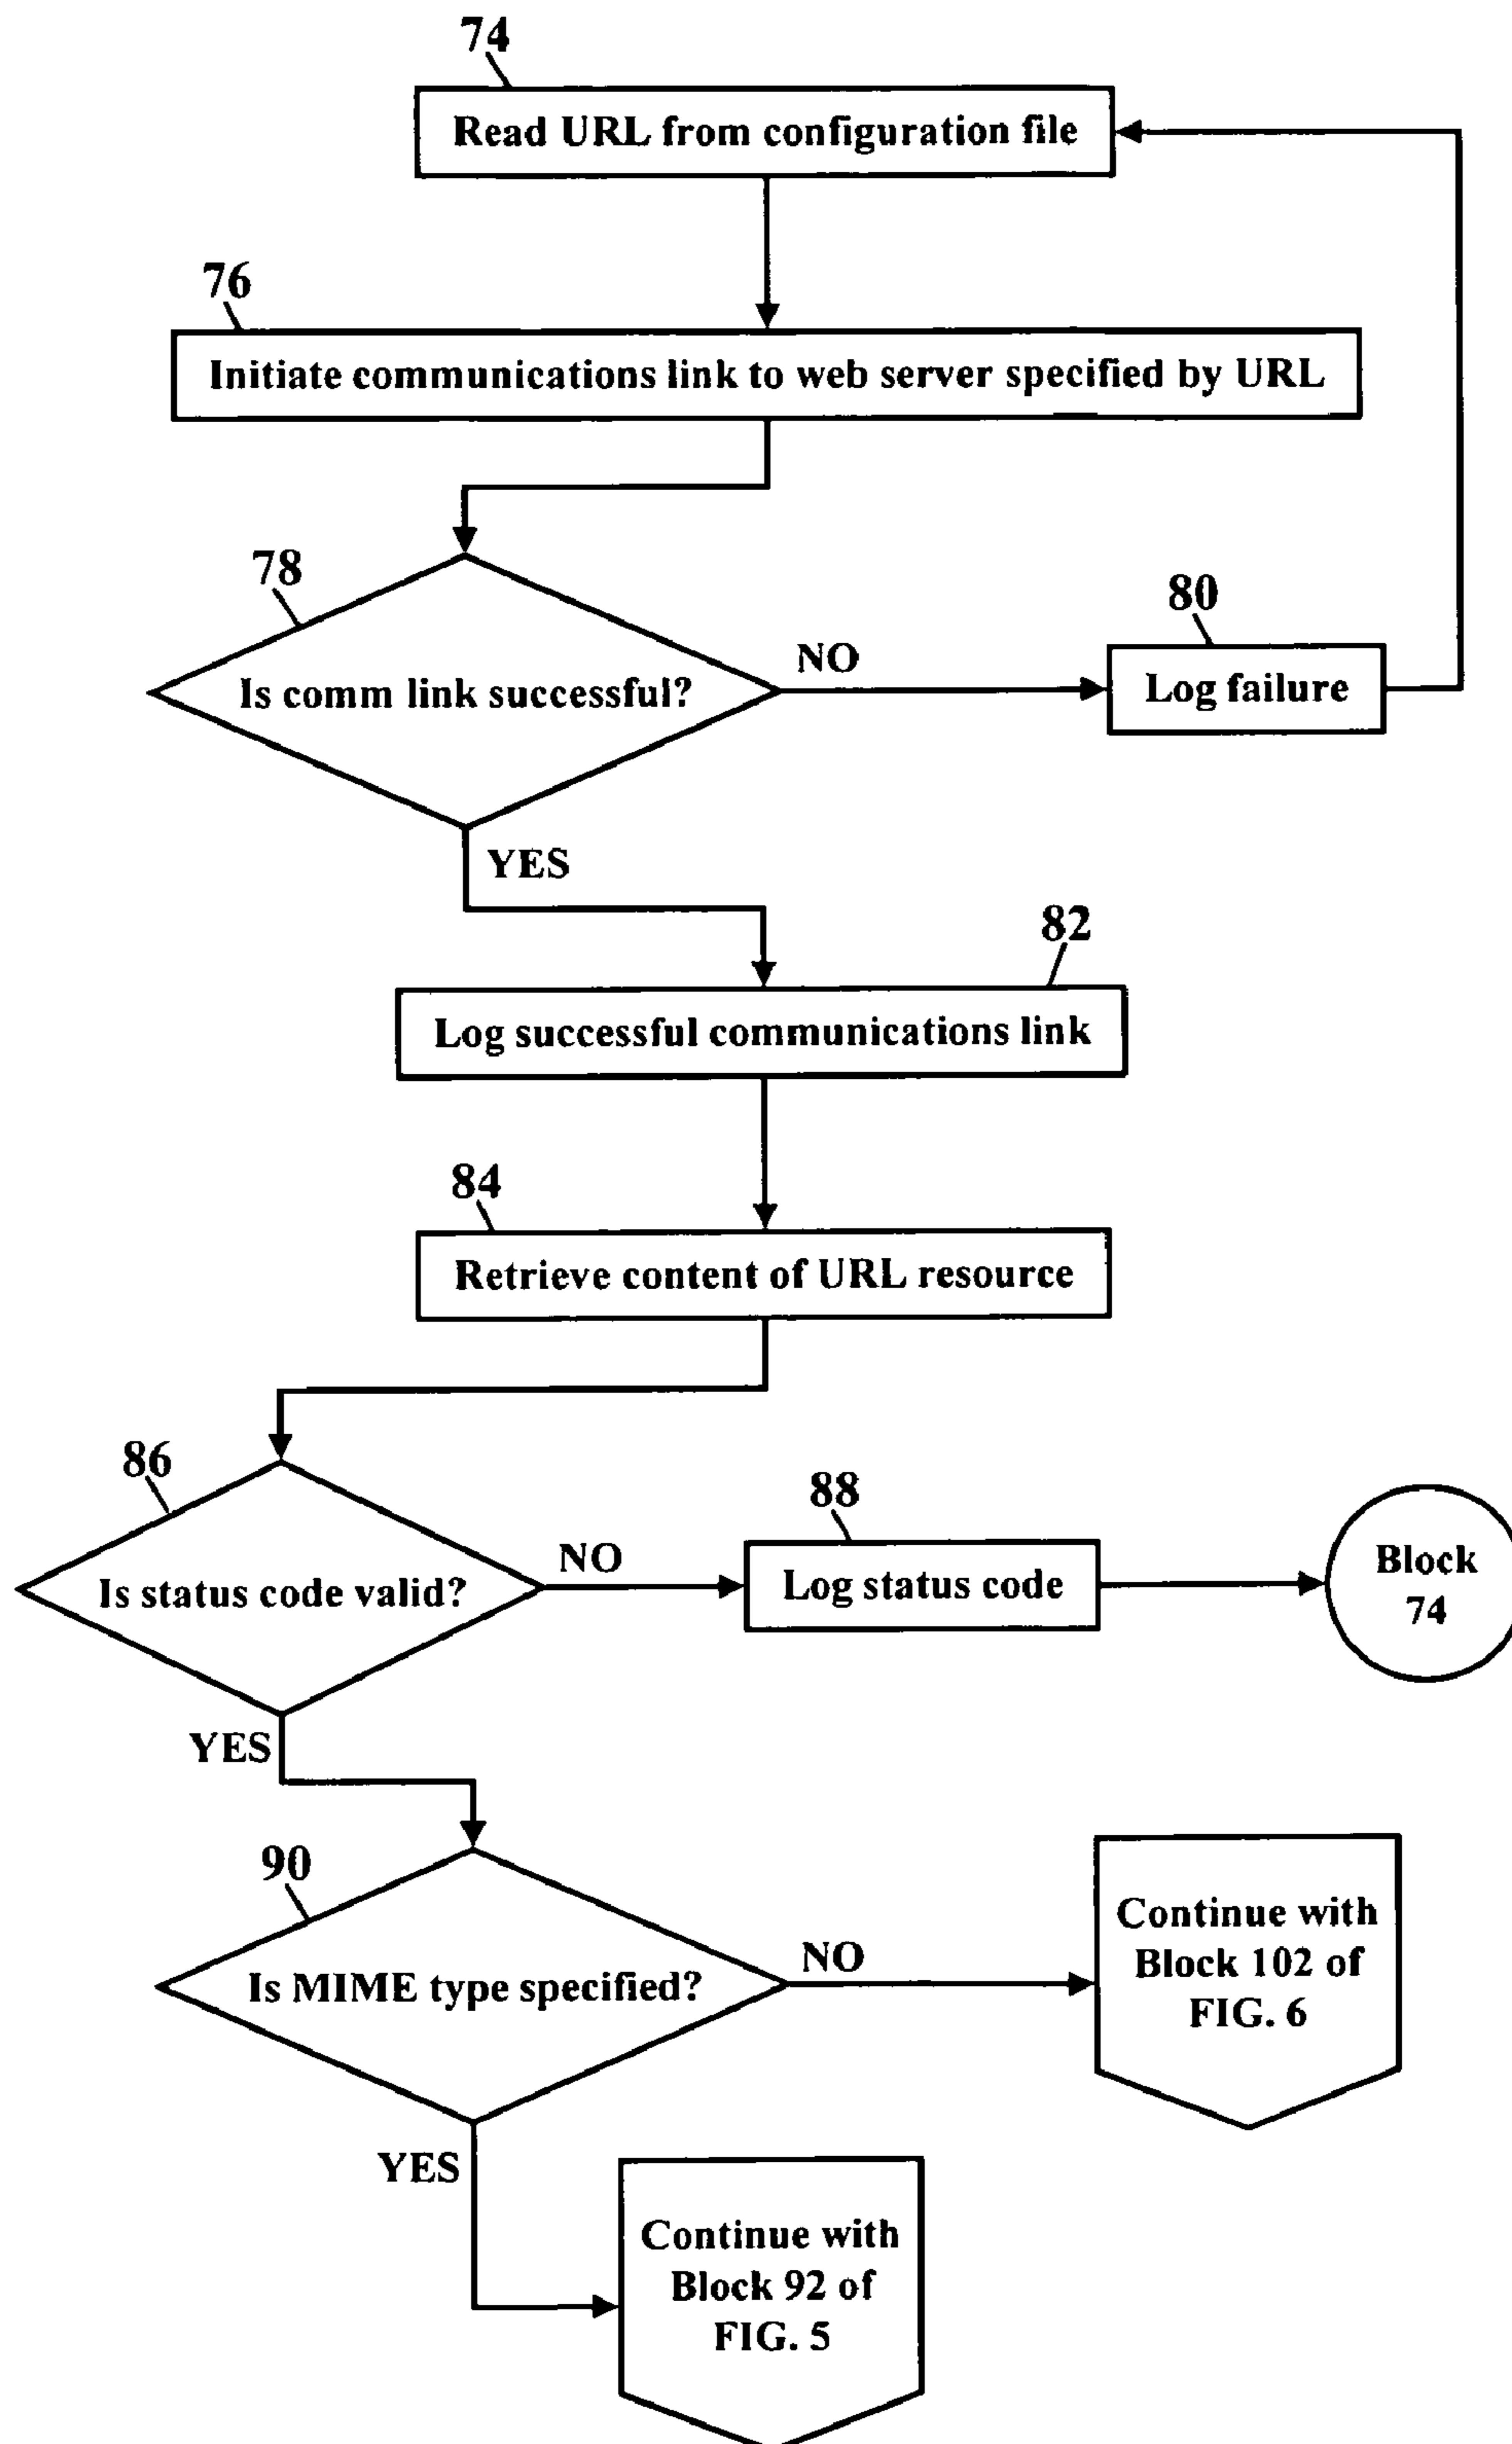 74
Read URL from configuration file
76
Initiate communications link to web server specified by URL
78
Is comm link successful?
NO
80
Log failure
YES
82
Log successful communications link
84
Retrieve content of URL resource
86
Is status code valid?
NO
88
Log status code
Block
74
YES
90
Is MIME type specified?
NO
Continue with
Block 102 of
FIG. 6
YES
Continue with
Block 92 of
FIG. 5